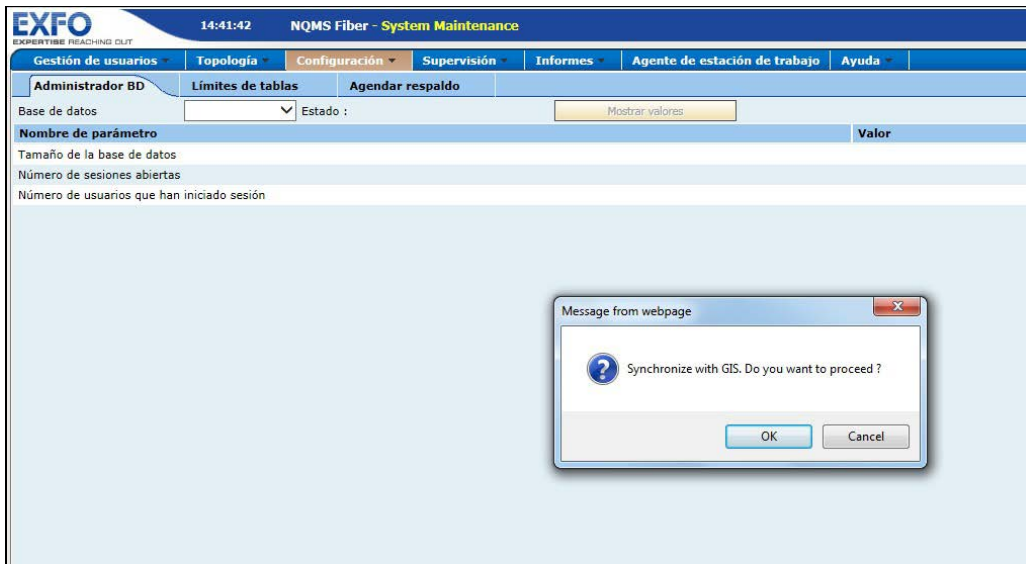 EXFO
EXPERTISE REACHING OUT
14:41:42 NQMS Fiber - System Maintenance
Gestión de usuarios Topología Configuración Supervisión Informes Agente de estación de trabajo Ayuda
Administrador BD Límites de tablas Agendar respaldo
Base de datos Estado : Mostrar valores
Nombre de parámetro Valor
Tamaño de la base de datos
Número de sesiones abiertas
Número de usuarios que han iniciado sesión
Message from webpage
Synchronize with GIS. Do you want to proceed ?
OK Cancel